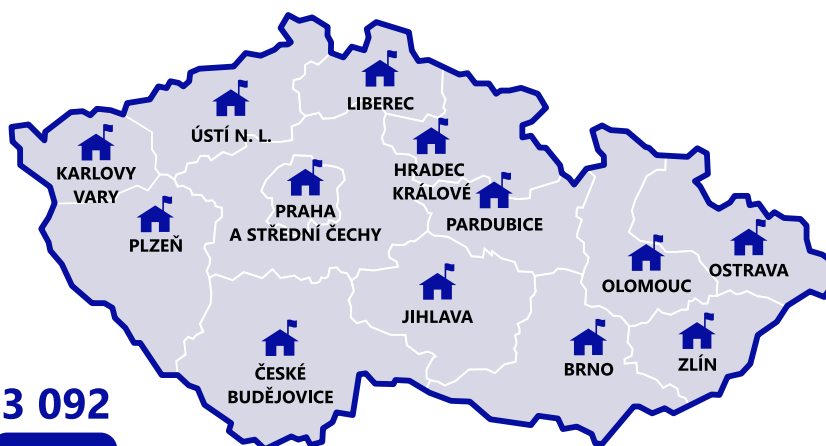 LIBEREC
ÚSTÍ N. L.
KARLOVY
VARY
HRADEC
KRÁLOVÉ
PRAHA
A STŘEDNÍ ČECHY
PARDUBICE
PLZEŇ
OLOMOUC
OSTRAVA
JIHLAVA
ČESKÉ
BUDĚJOVICE
BRNO
ZLÍN
3 092